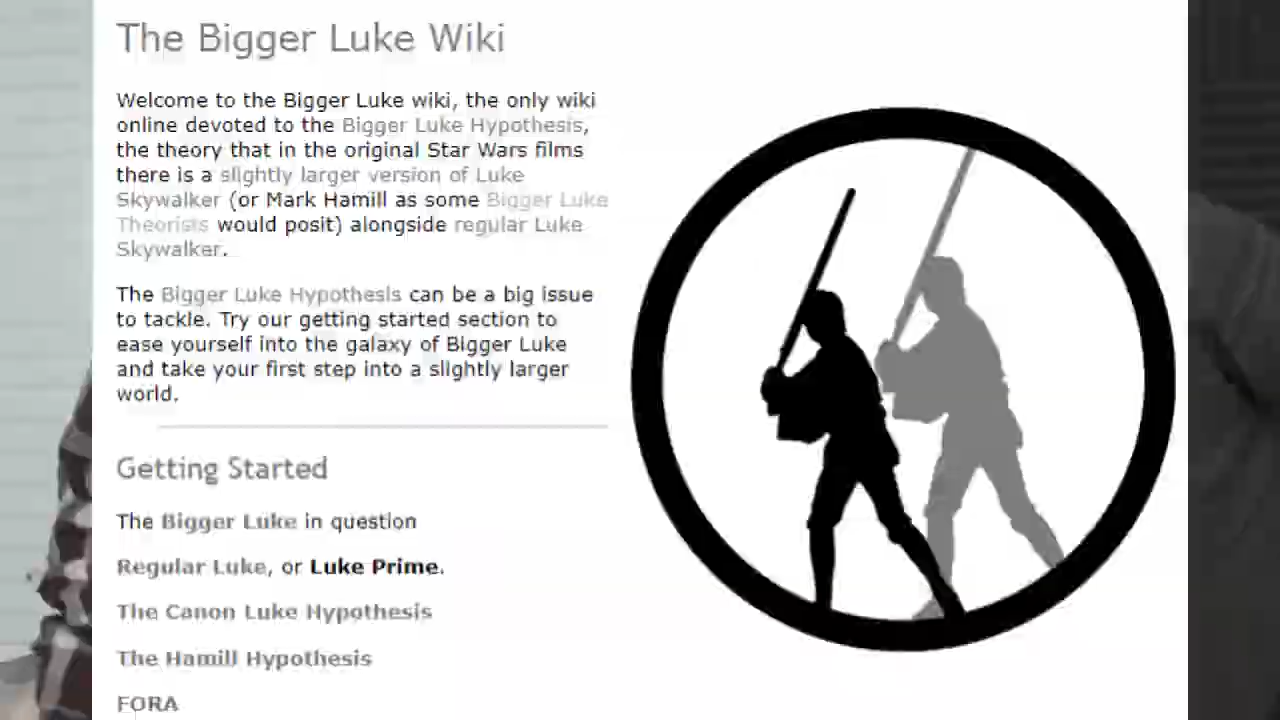 The Bigger Luke Wiki
Welcome to the Bigger Luke wiki, the only wiki
online devoted to the Bigger Luke Hypothesis,
the theory that in the original Star Wars films
there is a slightly larger version of Luke
Skywalker (or Mark Hamill as some Bigger Luke
Theorists would posit) alongside regular Luke
Skywalker.
The Bigger Luke Hypothesis can be a big issue
to tackle. Try our getting started section to
ease yourself into the galaxy of Bigger Luke
and take your first step into a slightly larger
world.
Getting Started
The Bigger Luke in question
Regular Luke, or Luke Prime.
The Canon Luke Hypothesis
The Hamill Hypothesis
FORA